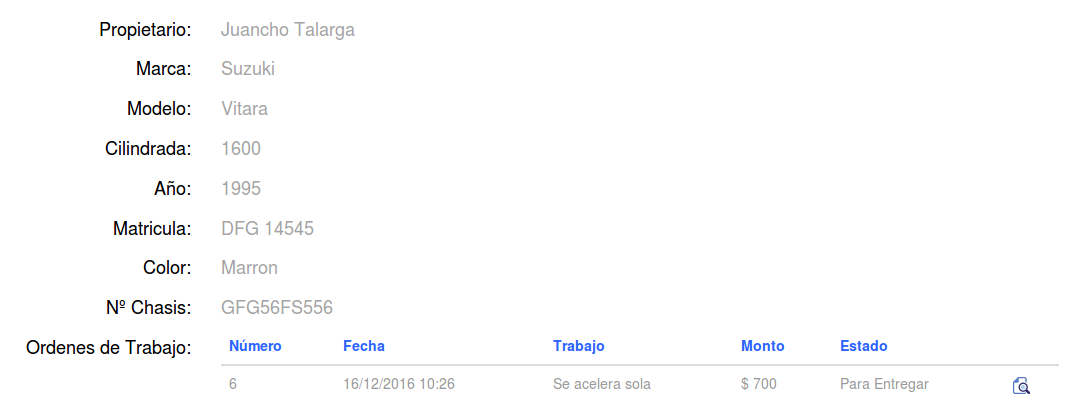 Propietario: Juancho Talarga
Marca: Suzuki
Modelo: Vitara
Cilindrada: 1600
Año: 1995
Matricula: DFG 14545
Color: Marron
Nº Chasis: GFG56FS556
Ordenes de Trabajo: Número Fecha Trabajo Monto Estado
6 16/12/2016 10:26 Se acelera sola $ 700 Para Entregar